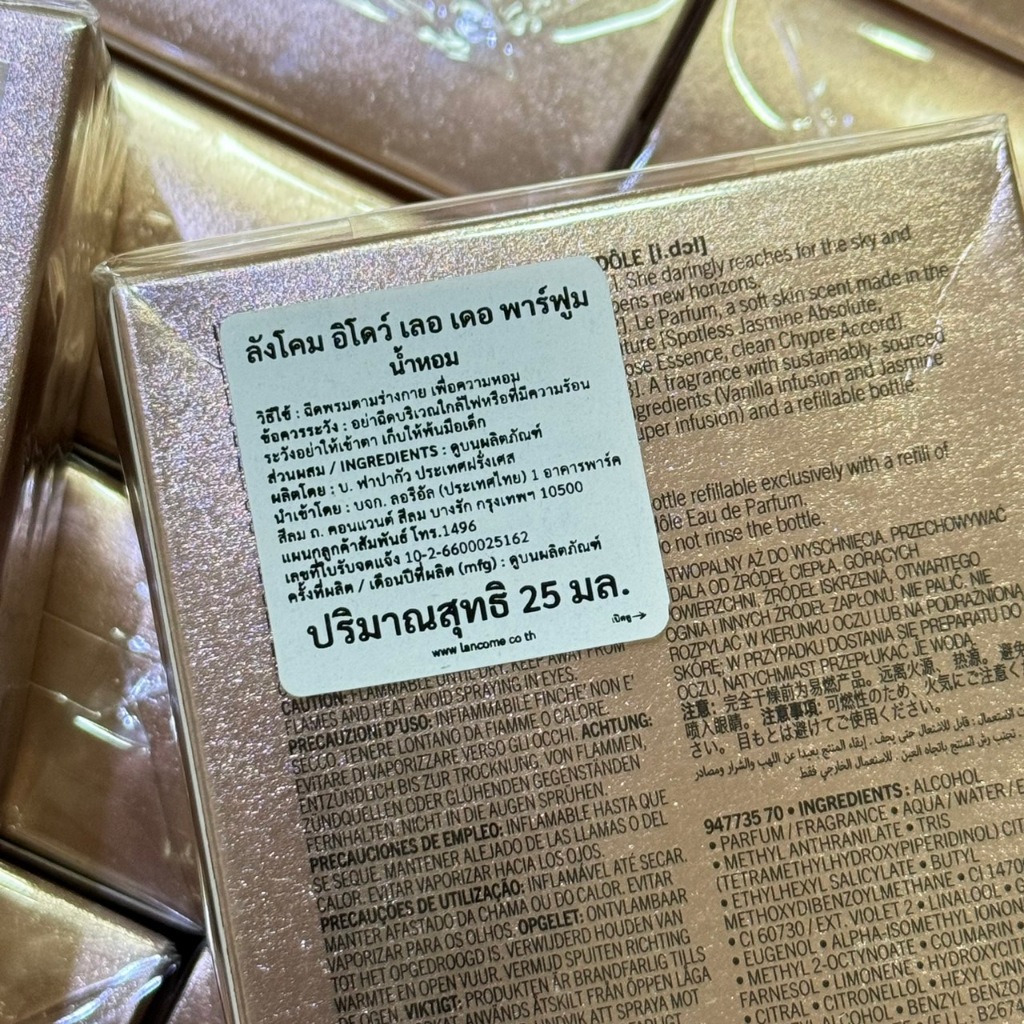 ลังโคม อิโดว์ เลอ เดอ พาร์ฟูม
น้ำหอม
วิธีใช้ : ฉีดพรมตามร่างกาย เพื่อความหอม
ข้อควรระวัง : อย่าฉีดบริเวณใกล้ไฟหรือที่มีความร้อน
ระวังอย่าให้เข้าตา เก็บให้พ้นมือเด็ก
ส่วนผสม / INGREDIENTS : ดูบนผลิตภัณฑ์
ผลิตโดย : บ. ฟาปากัว ประเทศฝรั่งเศส
นำเข้าโดย : บจก. ลอรีอัล (ประเทศไทย) 1 อาคารพาร์ค
สีลม ถ. คอนแวนต์ สีลม บางรัก กรุงเทพฯ 10500
แผนกลูกค้าสัมพันธ์ โทร.1496
เลขที่ใบรับจดแจ้ง 10-2-6600025162
ครั้งที่ผลิต / เดือนปีที่ผลิต (mfg) : ดูบนผลิตภัณฑ์
ปริมาณสุทธิ 25 มล.
www.lancome.co.th
เปิดดู→
DÔLE [I.dɔl]
She daringly reaches for the sky and
pens new horizons.
Le Parfum, a soft skin scent made in the
ture [Spotless Jasmine Absolute,
ose Essence, clean Chypre Accord].
A fragrance with sustainably- sourced
gredients (Vanilla infusion and Jasmine
uper infusion) and a refillable bottle.
ottle refillable exclusively with a refill of
dôle Eau de Parfum.
o not rinse the bottle.
CAUTION: FLAMMABLE UNTIL DRY, KEEP AWAY FROM
FLAMES AND HEAT. AVOID SPRAYING IN EYES.
PRECAUZIONI D'USO: INFIAMMABILE FINCHE' NON E'
SECCO, TENERE LONTANO DA FIAMME O CALORE.
EVITARE DI VAPORIZZARE VERSO GLI OCCHI. ACHTUNG:
ENTZÜNDLICH BIS ZUR TROCKNUNG, VON FLAMMEN,
ZÜNDQUELLEN ODER GLÜHENDEN GEGENSTÄNDEN
FERNHALTEN. NICHT IN DIE AUGEN SPRÜHEN.
PRECAUCIONES DE EMPLEO: INFLAMABLE HASTA QUE
SE SEQUE. MANTENER ALEJADO DE LAS LLAMAS O DEL
CALOR. EVITAR VAPORIZAR HACIA LOS OJOS.
PRECAUÇÕES DE UTILIZAÇÃO: INFLAMÁVEL ATÉ SECAR.
MANTER AFASTADO DA CHAMA OU DO CALOR. EVITAR
VAPORIZAR PARA OS OLHOS. OPGELET: ONTVLAMBAAR
TOT HET OPGEDROOGD IS. VERWIJDERD HOUDEN VAN
WARMTE EN OPEN VUUR. VERMIJD SPUITEN RICHTING
DE OGEN. VIKTIGT: PRODUKTEN ÄR BRANDFARLIG TILLS
TORKAT. ANVÄNDS ÅTSKILT FRÅN ÖPPEN LÅGA
UNDVIK ATT SPRAYA MOT
TWOPALNY AŻ DO WYSCHNIĘCIA. PRZECHOWYWAĆ
DALA OD ŹRÓDEŁ CIEPŁA, GORĄCYCH
OWIERZCHNI, ŹRÓDEŁ ISKRZENIA, OTWARTEGO
OGNIA I INNYCH ŹRÓDEŁ ZAPŁONU. NIE PALIĆ. NIE
ROZPYLAĆ W KIERUNKU OCZU LUB NA PODRAŻNIONĄ
SKÓRĘ, W PRZYPADKU DOSTANIA SIĘ PREPARATU DO
OCZU, NATYCHMIAST PRZEPŁUKAĆ JE WODĄ.
注意: 完全干燥前为易燃产品。远离火源、热源。避免
喷入眼睛。注意事項: 可燃性のため、火気にご注意くだ
さい。目もとは避けてご使用ください。
947735 70 • INGREDIENTS : ALCOHOL
• PARFUM / FRAGRANCE • AQUA / WATER / E
• METHYL ANTHRANILATE • TRIS
(TETRAMETHYLHYDROXYPIPERIDINOL) CIT
• ETHYLHEXYL SALICYLATE • BUTYL
METHOXYDIBENZOYLMETHANE • CI 1470
• CI 60730 / EXT. VIOLET 2 • LINALOOL • G
• EUGENOL • ALPHA-ISOMETHYL IONON
• METHYL 2-OCTYNOATE • COUMARIN •
FARNESOL • LIMONENE • HYDROXYCIT
• CITRAL • CITRONELLOL • HEXYL CINN
YL ALCOHOL • BENZYL BENZOA
B2674